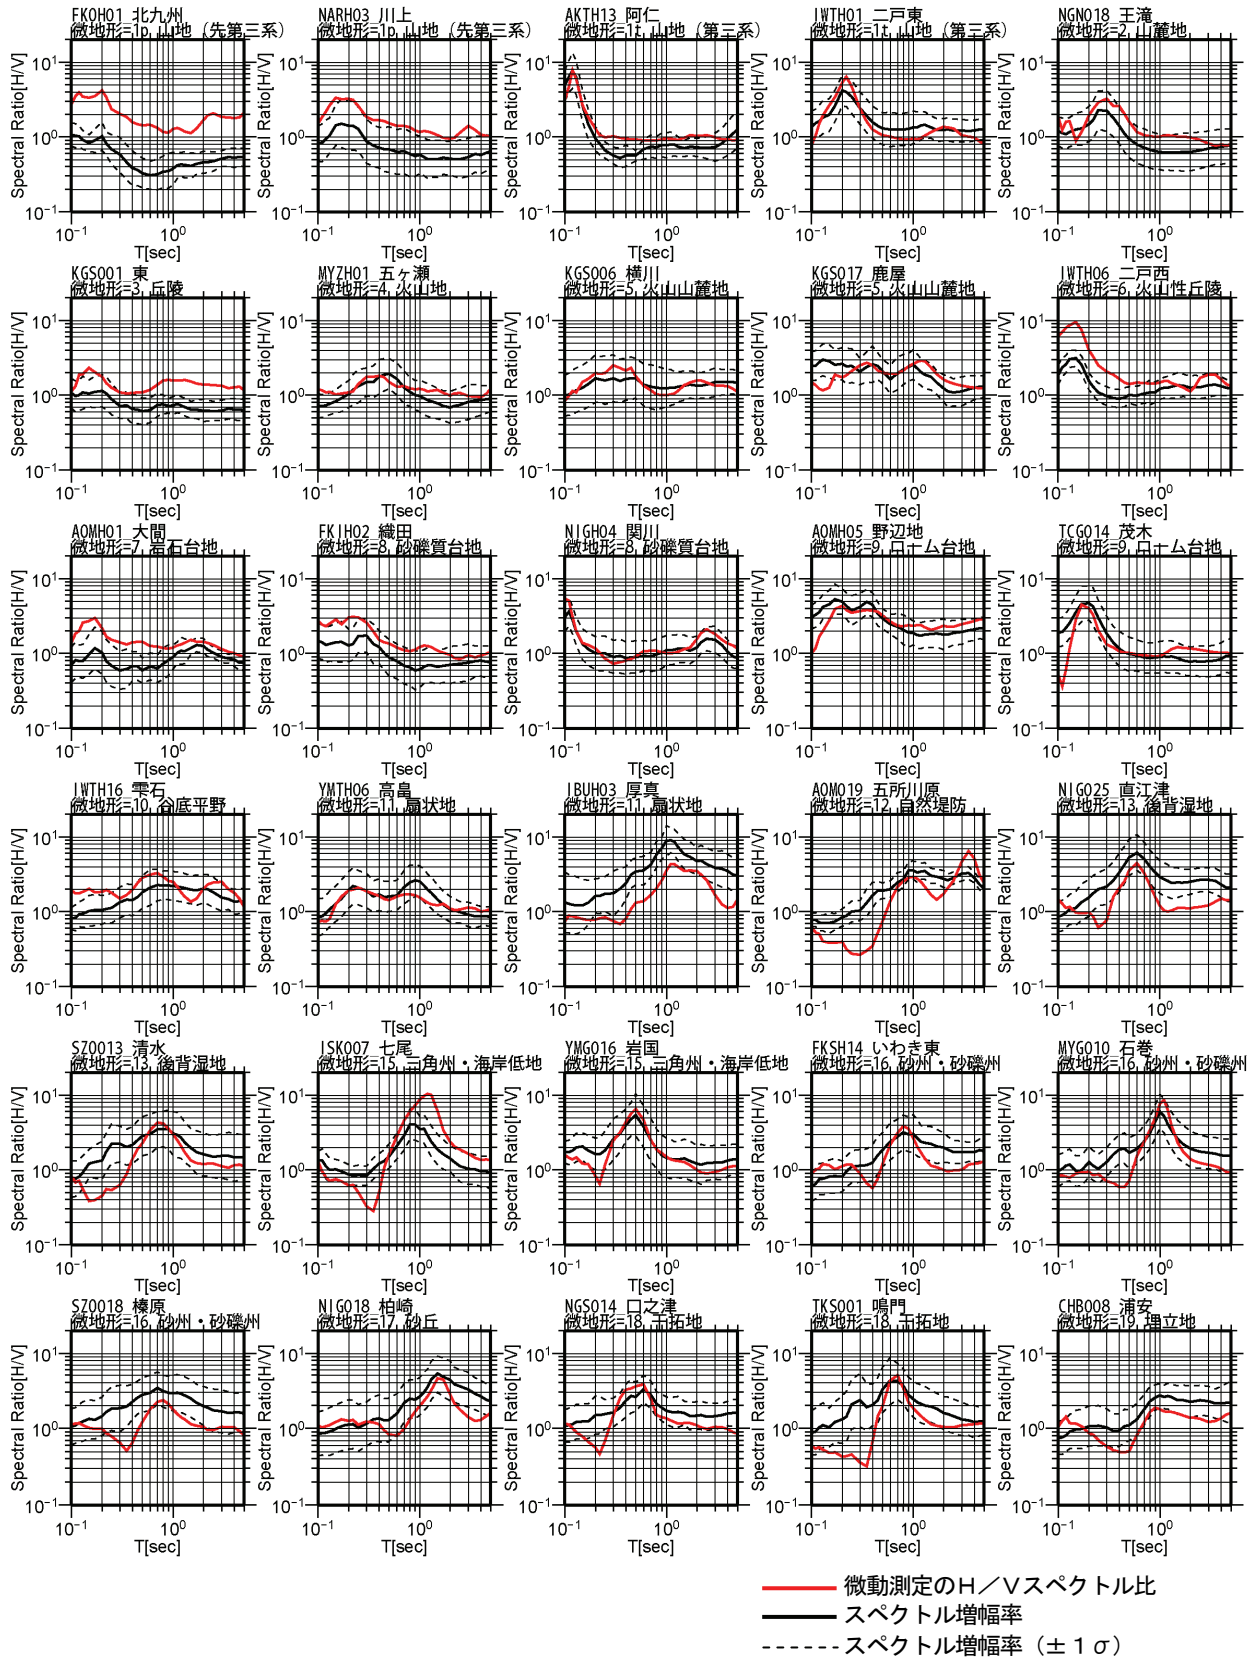 FKOH01 北九州
微地形=1p 山地（先第三系）
NARH03 川上
微地形=1p 山地（先第三系）
AKTH13 阿仁
微地形=1t 山地（第三系）
IWTH01 二戸東
微地形=1t 山地（第三系）
NGN018 王滝
微地形=2 山麓地
Spectral Ratio[H/V]
T[sec]
KGS001 東
微地形=3 丘陵
MYZH01 五ヶ瀬
微地形=4 火山地
KGS006 横川
微地形=5 火山山麓地
KGS017 鹿屋
微地形=5 火山山麓地
IWTH06 二戸西
微地形=6 火山性丘陵
Spectral Ratio[H/V]
T[sec]
AOMH01 大間
微地形=7 岩石台地
FKIH02 織田
微地形=8 砂礫質台地
NIGH04 関川
微地形=8 砂礫質台地
AOMH05 野辺地
微地形=9 ローム台地
TCG014 茂木
微地形=9 ローム台地
Spectral Ratio[H/V]
T[sec]
IWTH16 雫石
微地形=10 谷底平野
YMTH06 高畠
微地形=11 扇状地
IBUH03 厚真
微地形=11 扇状地
AOM019 五所川原
微地形=12 自然堤防
NIG025 直江津
微地形=13 後背湿地
Spectral Ratio[H/V]
T[sec]
SZO013 清水
微地形=13 後背湿地
ISK007 七尾
微地形=15 三角州・海岸低地
YMG016 岩国
微地形=15 三角州・海岸低地
FKSH14 いわき東
微地形=16 砂州・砂礫州
MYG010 石巻
微地形=16 砂州・砂礫州
Spectral Ratio[H/V]
T[sec]
SZO018 榛原
微地形=16 砂州・砂礫州
NIG018 柏崎
微地形=17 砂丘
NGS014 口之津
微地形=18 干拓地
TKS001 鳴門
微地形=18 干拓地
CHB008 浦安
微地形=19 埋立地
Spectral Ratio[H/V]
T[sec]
微動測定のH／Vスペクトル比
スペクトル増幅率
スペクトル増幅率（±１σ）